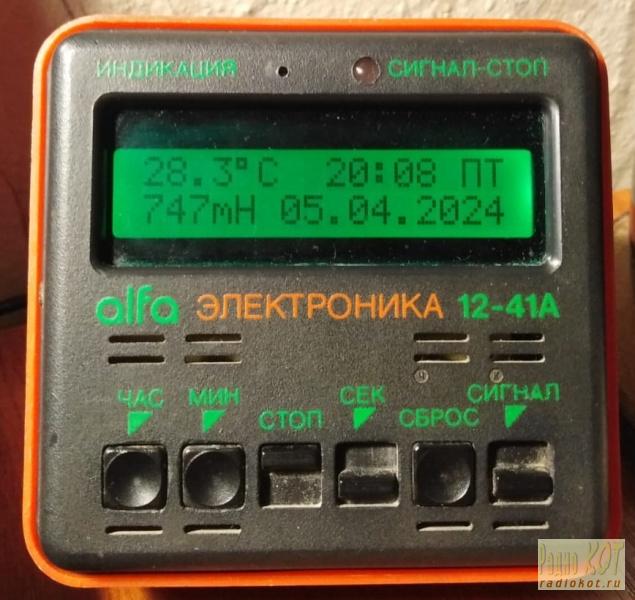 ИНДИКАЦИЯ СИГНАЛ-СТОП
28.3°C 20:08 ПТ
747mH 05.04.2024
alfa ЭЛЕКТРОНИКА 12-41А
ЧАС МИН СТОП СЕК СБРОС СИГНАЛ
Радио КОТ
radiokot.ru